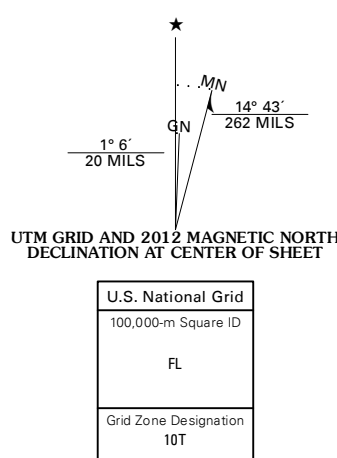 ★
MN
GN
14° 43´
262 MILS
1° 6´
20 MILS
UTM GRID AND 2012 MAGNETIC NORTH
DECLINATION AT CENTER OF SHEET
U.S. National Grid
100,000-m Square ID
FL
Grid Zone Designation
10T